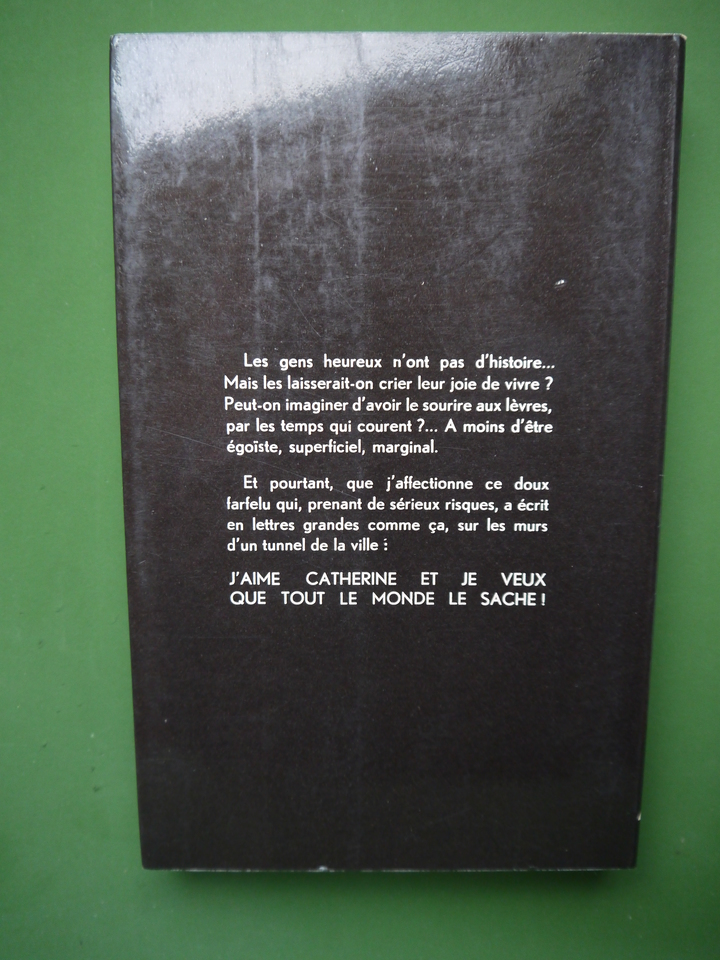 Les gens heureux n'ont pas d'histoire...
Mais les laisserait-on crier leur joie de vivre ?
Peut-on imaginer d'avoir le sourire aux lèvres,
par les temps qui courent ?... A moins d'être
égoïste, superficiel, marginal.
Et pourtant, que j'affectionne ce doux
farfelu qui, prenant de sérieux risques, a écrit
en lettres grandes comme ça, sur les murs
d'un tunnel de la ville :
J'AIME CATHERINE ET JE VEUX
QUE TOUT LE MONDE LE SACHE !